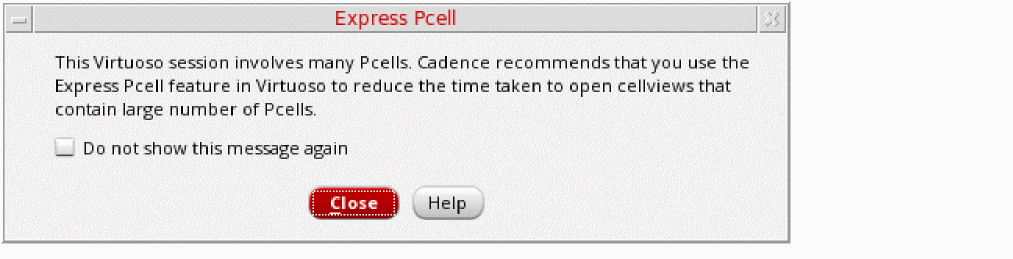 Express Pcell
This Virtuoso session involves many Pcells. Cadence recommends that you use the
Express Pcell feature in Virtuoso to reduce the time taken to open cellviews that
contain large number of Pcells.
Do not show this message again
Close Help